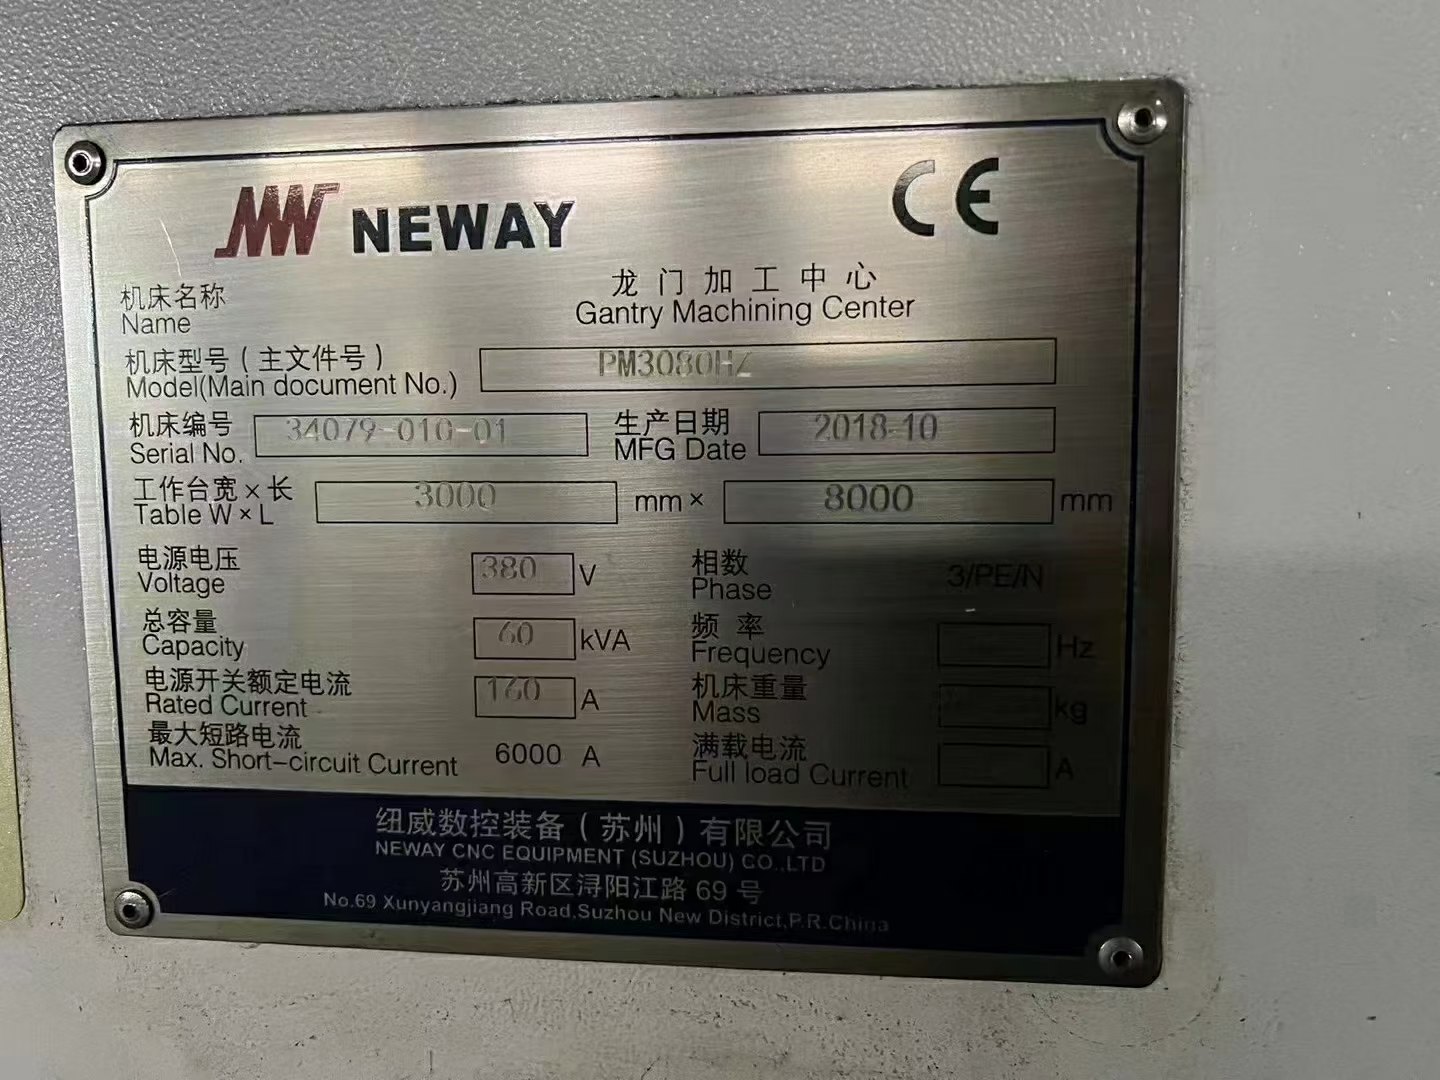 NEWAY CE
机床名称 龙门加工中心
Name Gantry Machining Center
机床型号(主文件号) PM3080HZ
Model(Main document No.)
机床编号 34079-010-01 生产日期 2018-10
Serial No. MFG Date
工作台宽×长 3000 mm× 8000 mm
Table W×L
电源电压 380 V 相数 3/PE/N
Voltage Phase
总容量 60 kVA 频率 Hz
Capacity Frequency
电源开关额定电流 160 A 机床重量 kg
Rated Current Mass
最大短路电流 6000 A 满载电流 A
Max. Short-circuit Current Full load Current
纽威数控装备(苏州)有限公司
NEWAY CNC EQUIPMENT (SUZHOU) CO.,LTD
苏州高新区浔阳江路 69 号
No.69 Xunyangjiang Road,Suzhou New District,P.R.China